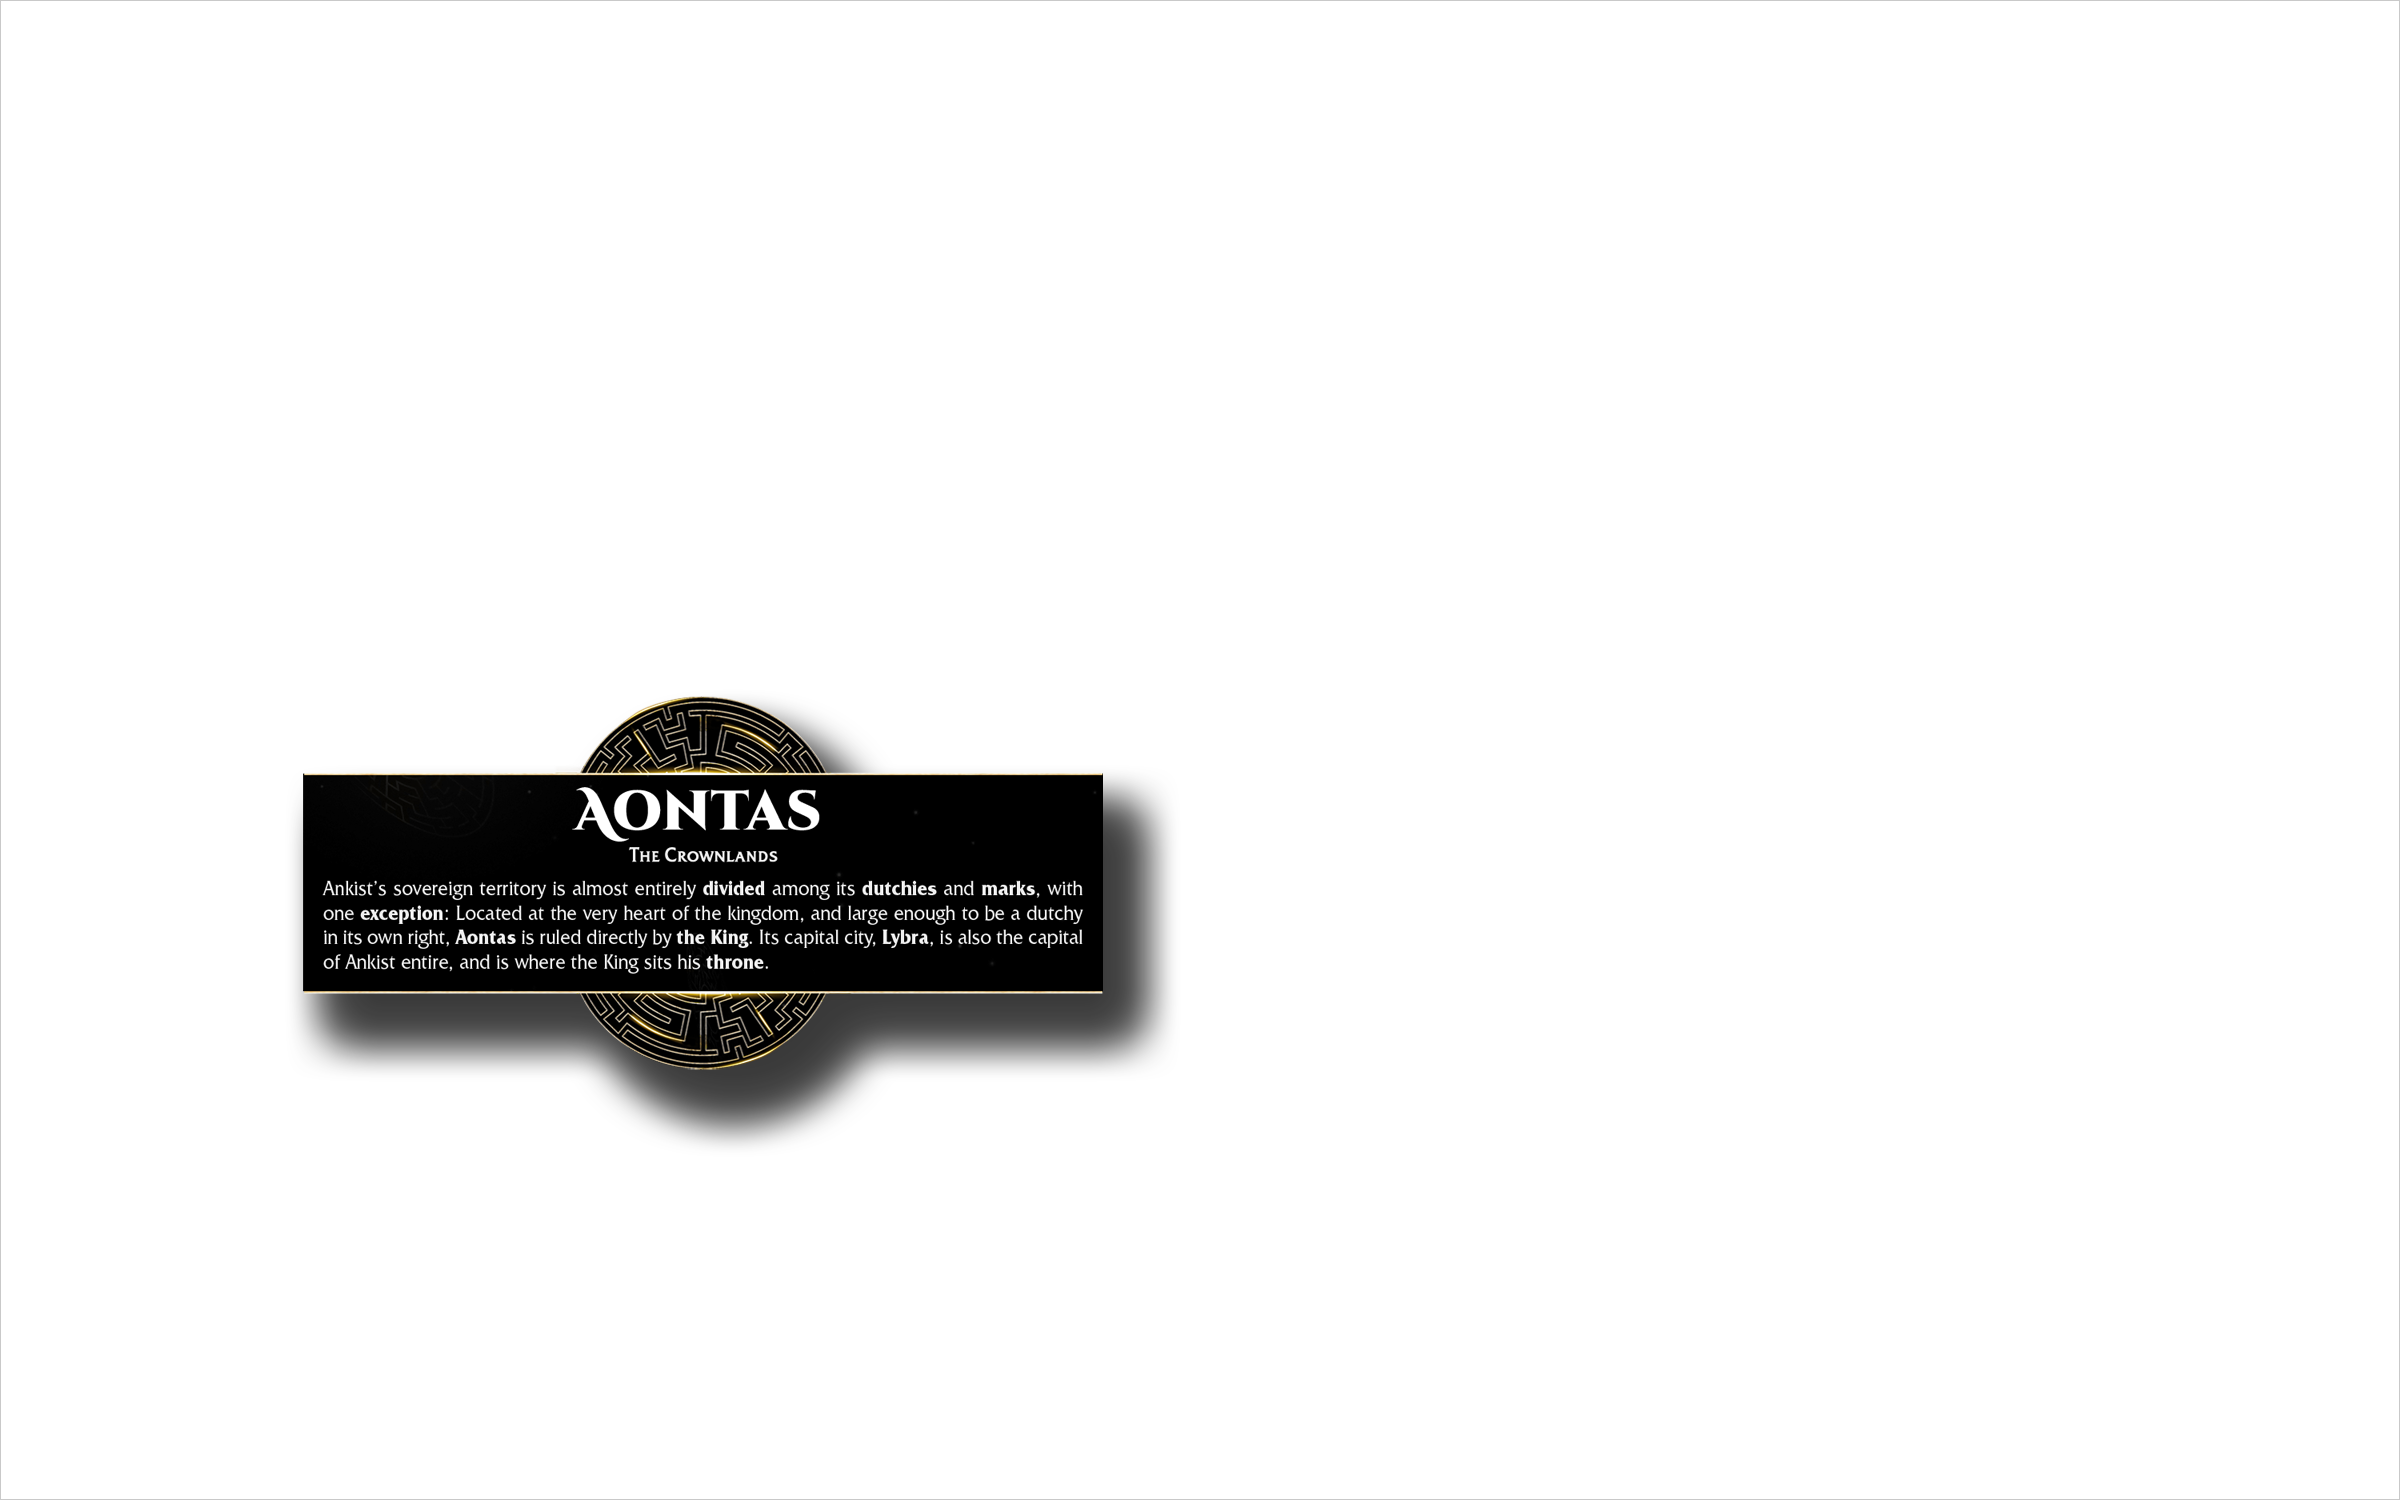 AONTAS
THE CROWNLANDS
Ankist’s sovereign territory is almost entirely divided among its dutchies and marks, with
one exception: Located at the very heart of the kingdom, and large enough to be a dutchy
in its own right, Aontas is ruled directly by the King. Its capital city, Lybra, is also the capital
of Ankist entire, and is where the King sits his throne.